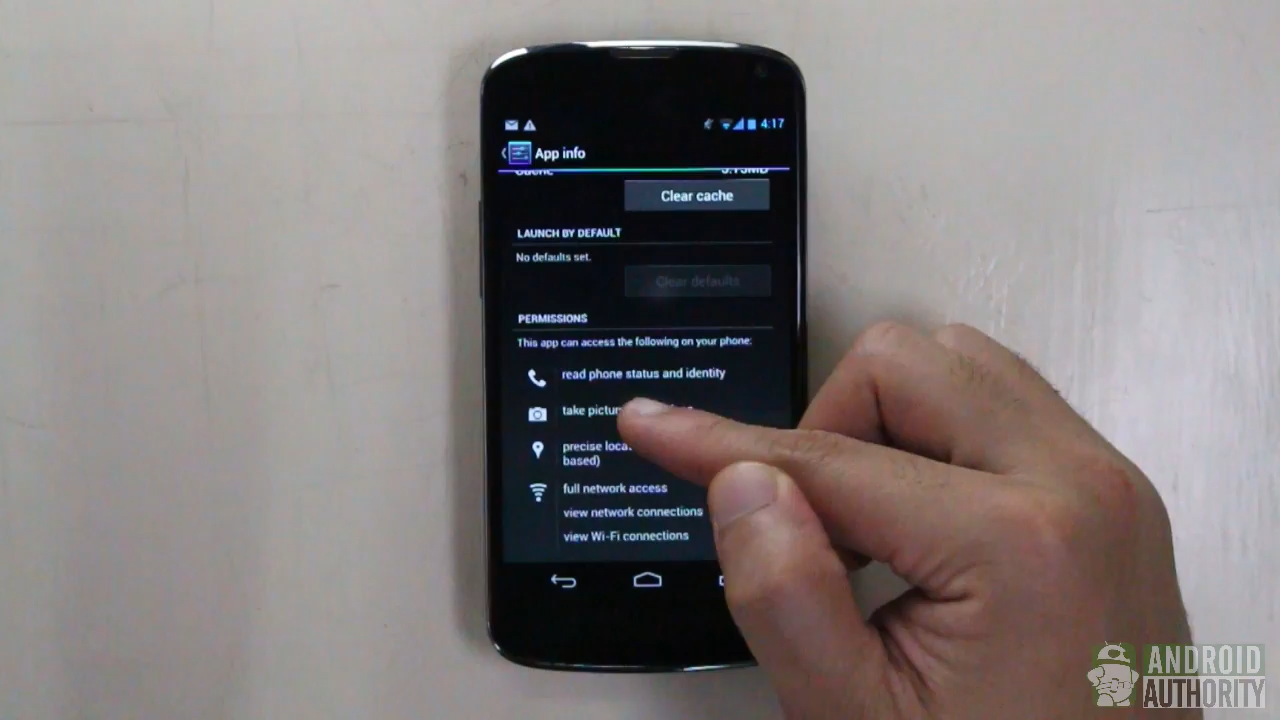 4:17
App info
Clear cache
LAUNCH BY DEFAULT
No defaults set.
Clear defaults
PERMISSIONS
This app can access the following on your phone:
read phone status and identity
take
precise
based)
full network access
view network connections
view Wi-Fi connections
ANDROID
AUTHORITY